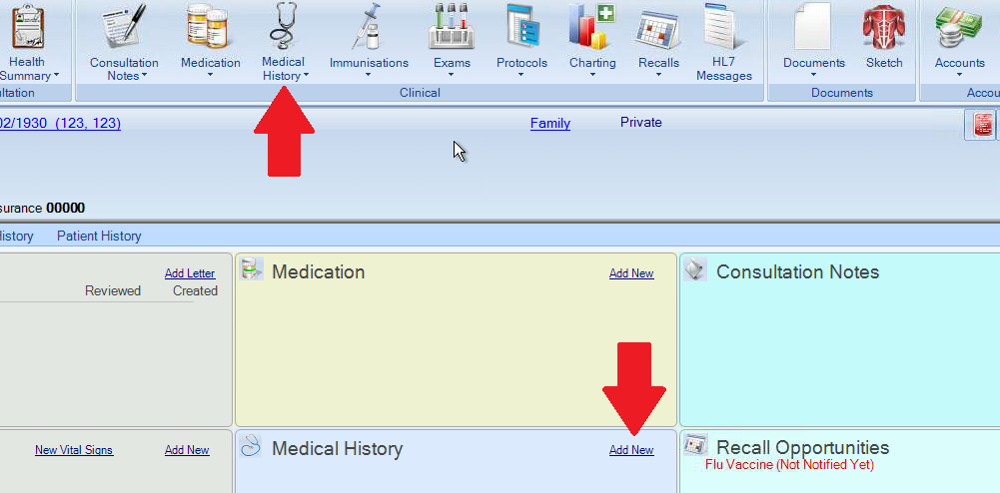 Health
Summary
Consultation
Notes
Medication
Medical
History
Immunisations
Exams
Protocols
Charting
Recalls
HL7
Messages
Documents
Sketch
Accounts
ltation
Clinical
Documents
Accou
02/1930 (123, 123)
Family
Private
surance 00000
History
Patient History
Add Letter
Reviewed
Created
Medication
Add New
Consultation Notes
New Vital Signs
Add New
Medical History
Add New
Recall Opportunities
Flu Vaccine (Not Notified Yet)